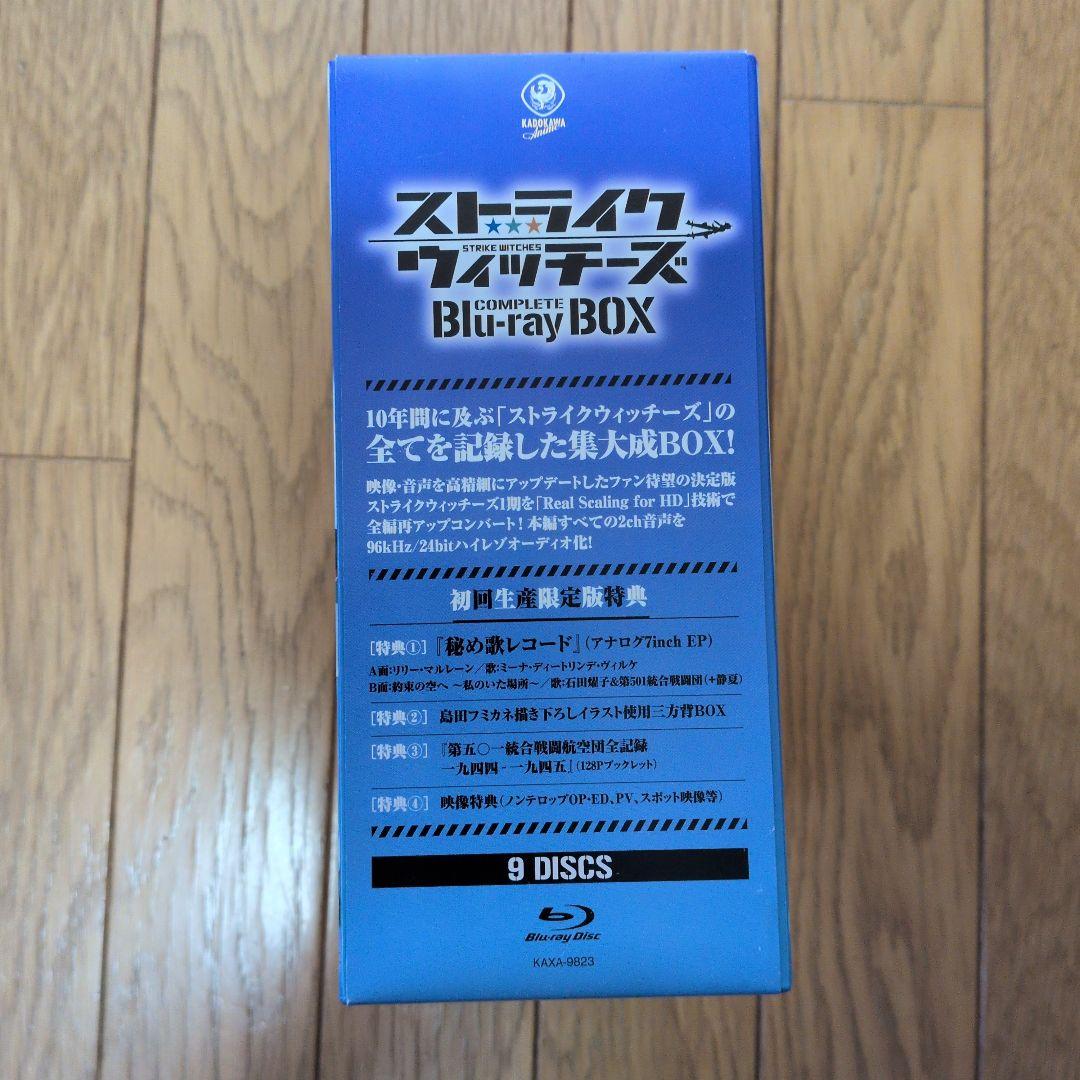 KADOKAWA
Anime
ストライク
STRIKE WITCHES
ウィッチーズ
COMPLETE
Blu-ray BOX
10年間に及ぶ「ストライクウィッチーズ」の
全てを記録した集大成BOX!
映像・音声を高精細にアップデートしたファン待望の決定版
ストライクウィッチーズ1期を「Real Scaling for HD」技術で
全編再アップコンバート!本編すべての2ch音声を
96kHz/24bitハイレゾオーディオ化!
初回生産限定版特典
[特典①]『秘め歌レコード』(アナログ7inch EP)
A面:リリー・マルレーン/歌:ミーナ・ディートリンデ・ヴィルケ
B面:約束の空へ ~私のいた場所~/歌:石田燿子&第501統合戦闘団(+静夏)
[特典②] 島田フミカネ描き下ろしイラスト使用三方背BOX
[特典③]『第五〇一統合戦闘航空団全記録
一九四四-一九四五』(128Pブックレット)
[特典④] 映像特典(ノンテロップOP・ED、PV、スポット映像等)
9 DISCS
Blu-ray Disc
KAXA-9823